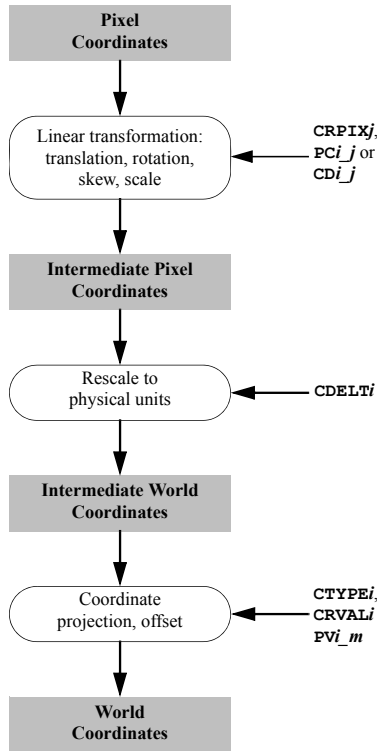 Pixel
Coordinates
Linear transformation:
translation, rotation,
skew, scale
CRPIXj,
PCi_j or
CDi_j
Intermediate Pixel
Coordinates
Rescale to
physical units
CDELTi
Intermediate World
Coordinates
Coordinate
projection, offset
CTYPEi,
CRVALi
PVi_m
World
Coordinates